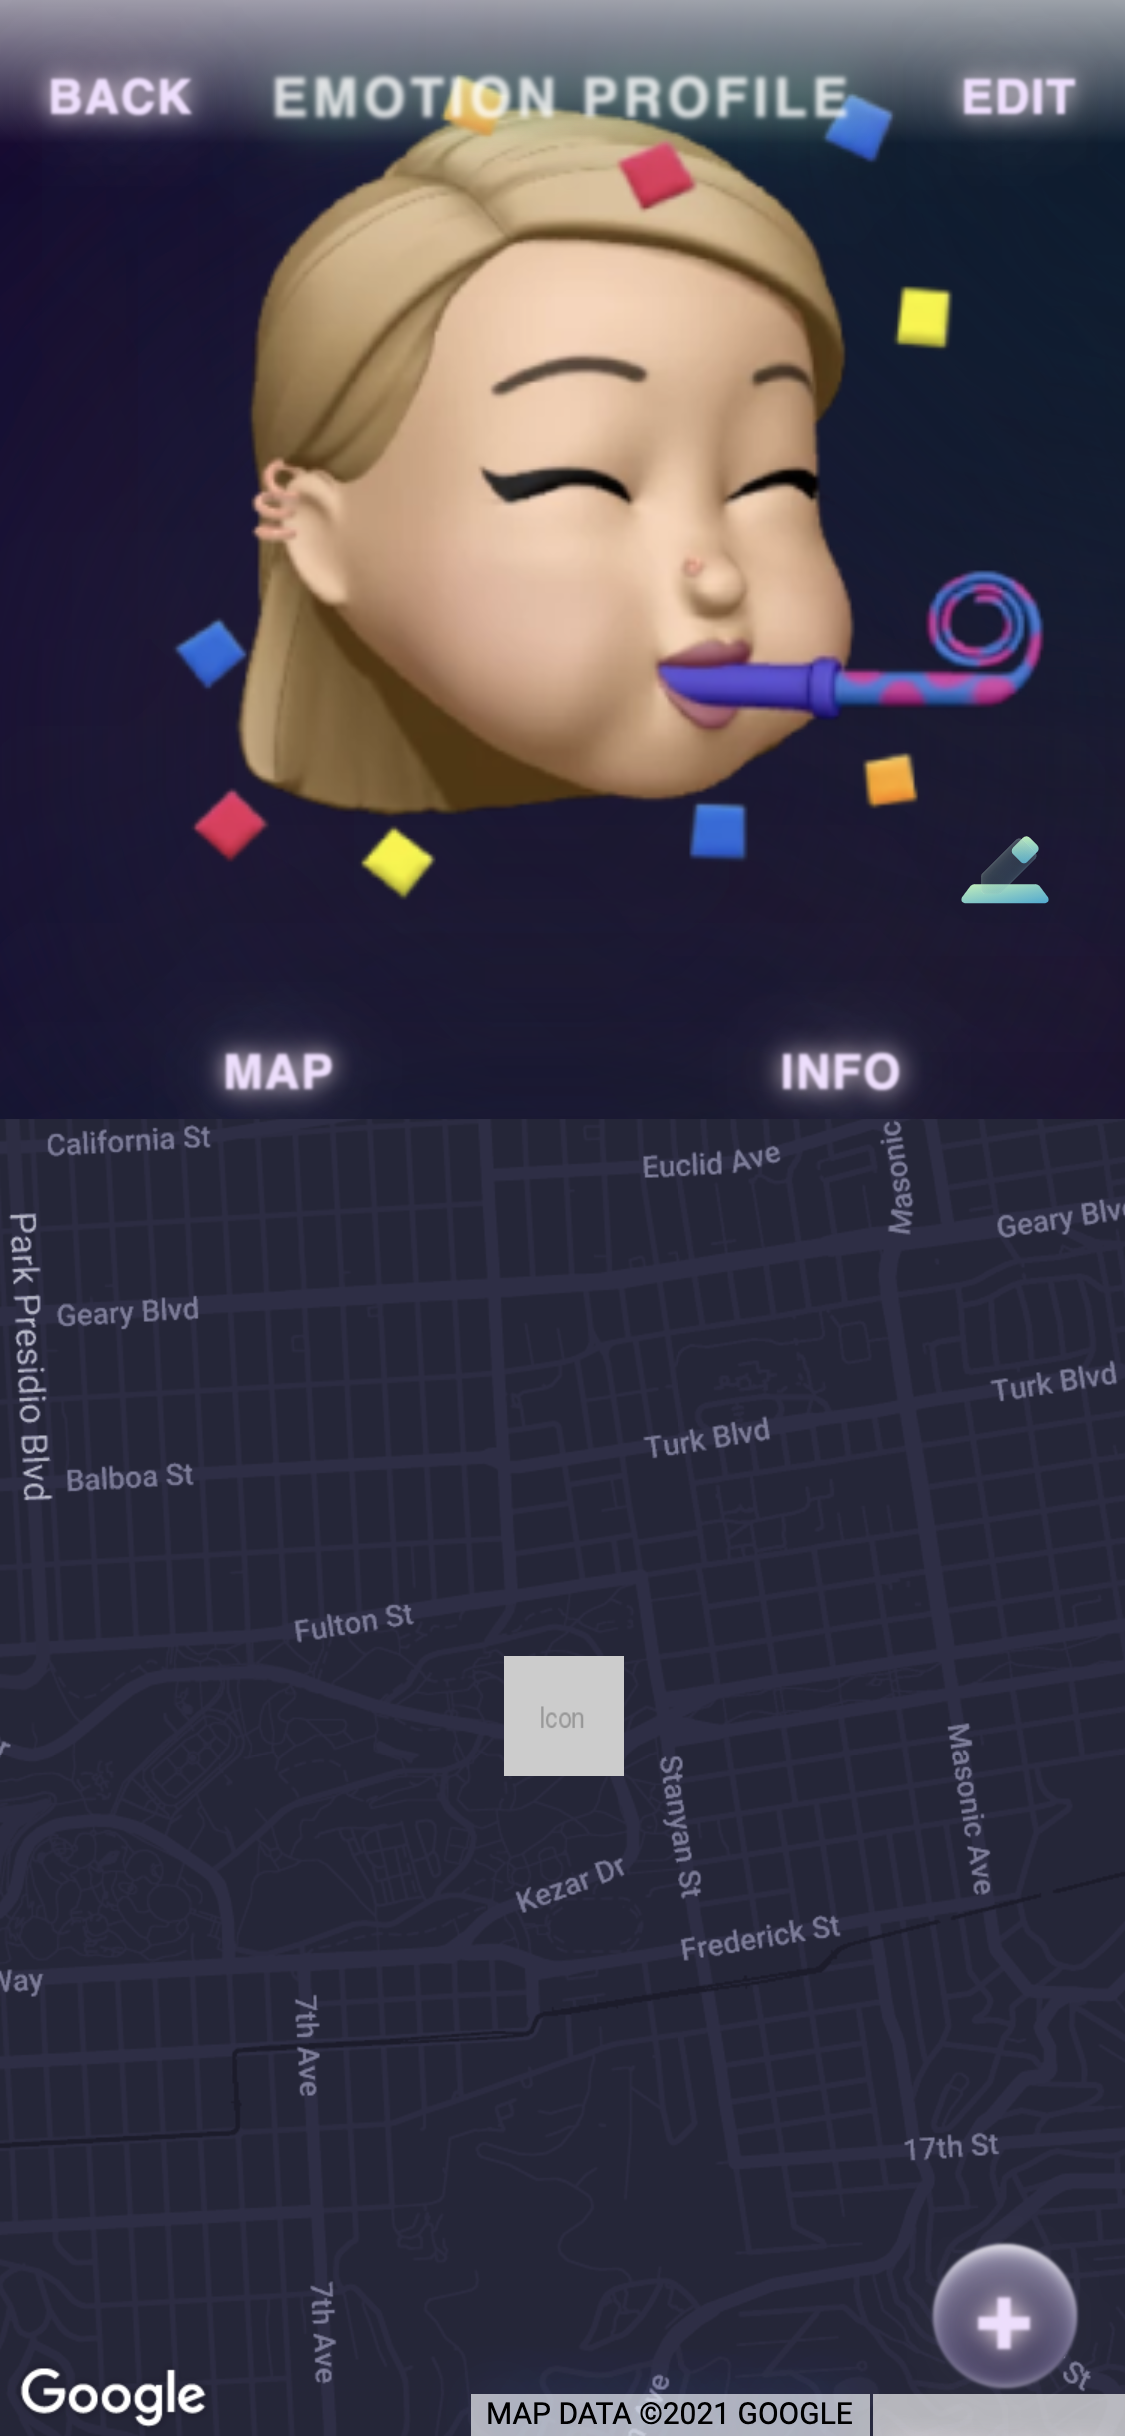 BACK
EMOTION PROFILE
EDIT
MAP
INFO
California St
Euclid Ave
Masonic
Geary Blvd
Park Presidio Blvd
Geary Blvd
Turk Blvd
Turk Blvd
Balboa St
Fulton St
Icon
Stanyan St
Masonic Ave
Kezar Dr
Frederick St
Way
7th Ave
17th St
7th Ave
St
Google
MAP DATA ©2021 GOOGLE